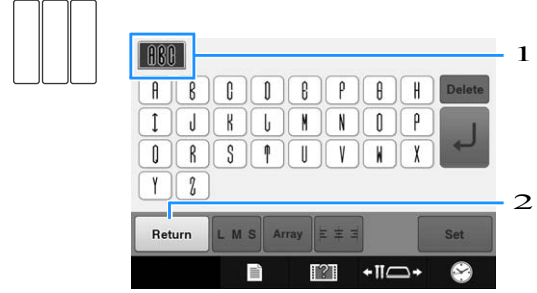 ABC
1
A B C D E F G H Delete
I J K L M N O P
Q R S T U V W X
Y Z
2
Return L M S Array Set
?